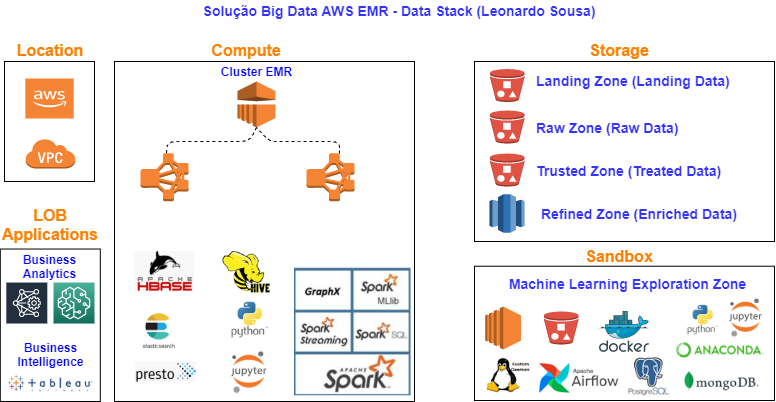 Solução Big Data AWS EMR - Data Stack (Leonardo Sousa)
Location
Compute
Storage
aws
VPC
Cluster EMR
Landing Zone (Landing Data)
Raw Zone (Raw Data)
Trusted Zone (Treated Data)
Refined Zone (Enriched Data)
LOB
Applications
Business
Analytics
Business
Intelligence
tableau
SOFTWARE
APACHE
HBASE
HIVE
elasticsearch
python
presto
jupyter
GraphX
Spark
MLlib
Spark
Streaming
Spark SQL
APACHE
Spark
Sandbox
Machine Learning Exploration Zone
docker
python
jupyter
ANACONDA
Custom
Daemon
Apache
Airflow
PostgreSQL
mongoDB